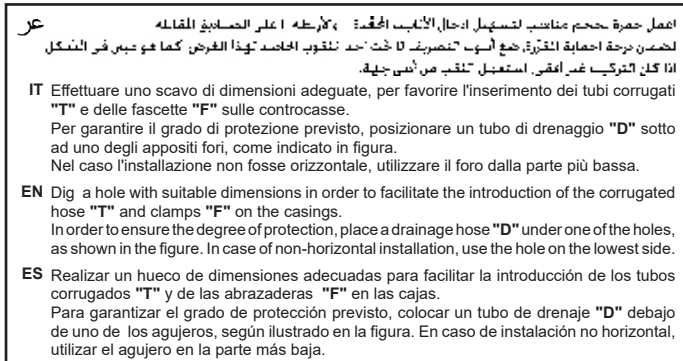 عر
اذا كان التركيب غير أفقي، استعمل
IT Effettuare uno scavo di dimensioni adeguate, per favorire l'inserimento dei tubi corrugati
"T" e delle fascette "F" sulle controcasse.
Per garantire il grado di protezione previsto, posizionare un tubo di drenaggio "D" sotto
ad uno degli appositi fori, come indicato in figura.
Nel caso l'installazione non fosse orizzontale, utilizzare il foro dalla parte più bassa.
EN Dig a hole with suitable dimensions in order to facilitate the introduction of the corrugated
hose "T" and clamps "F" on the casings.
In order to ensure the degree of protection, place a drainage hose "D" under one of the holes,
as shown in the figure. In case of non-horizontal installation, use the hole on the lowest side.
ES Realizar un hueco de dimensiones adecuadas para facilitar la introducción de los tubos
corrugados "T" y de las abrazaderas "F" en las cajas.
Para garantizar el grado de protección previsto, colocar un tubo de drenaje "D" debajo
de uno de los agujeros, según ilustrado en la figura. En caso de instalación no horizontal,
utilizar el agujero en la parte más baja.